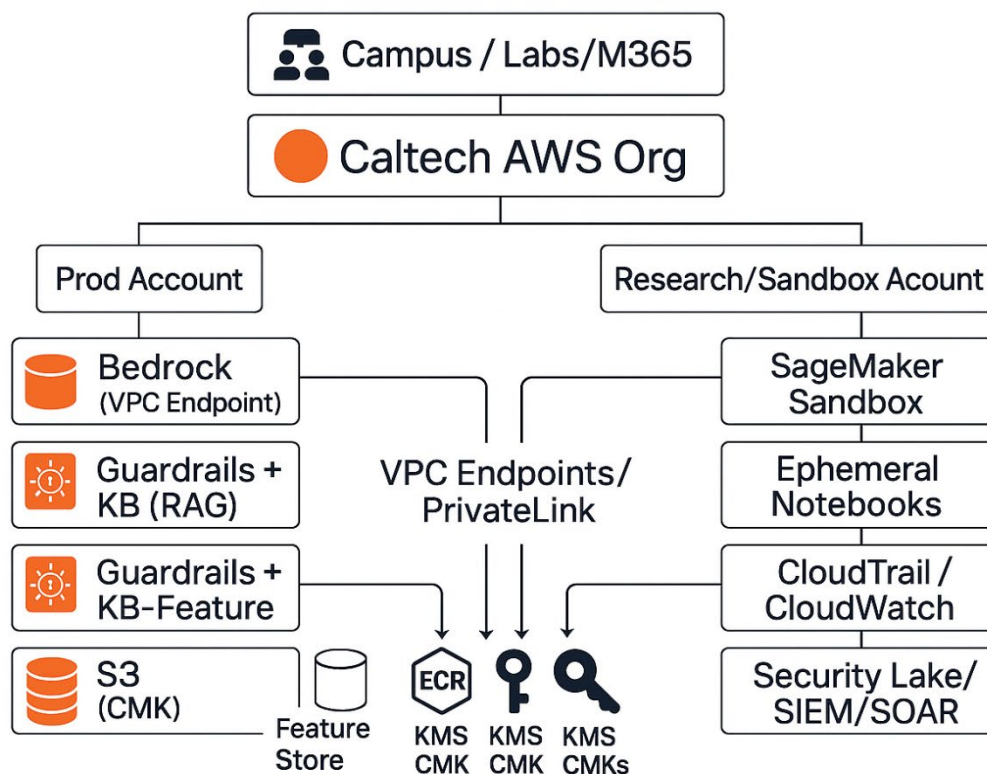 Campus / Labs/M365
Caltech AWS Org
Prod Account
Research/Sandbox Acount
Bedrock
(VPC Endpoint)
SageMaker
Sandbox
Guardrails +
KB (RAG)
VPC Endpoints/
PrivateLink
Ephemeral
Notebooks
Guardrails +
KB-Feature
CloudTrail /
CloudWatch
S3
(CMK)
Feature
Store
ECR
KMS
CMK
KMS
CMK
KMS
CMKs
Security Lake/
SIEM/SOAR